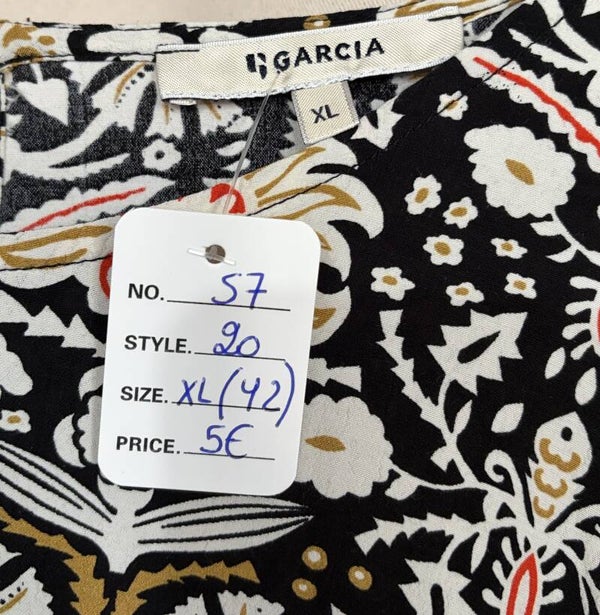 GARCIA
XL
NO. 57
STYLE. 20
SIZE. XL (42)
PRICE. 5€